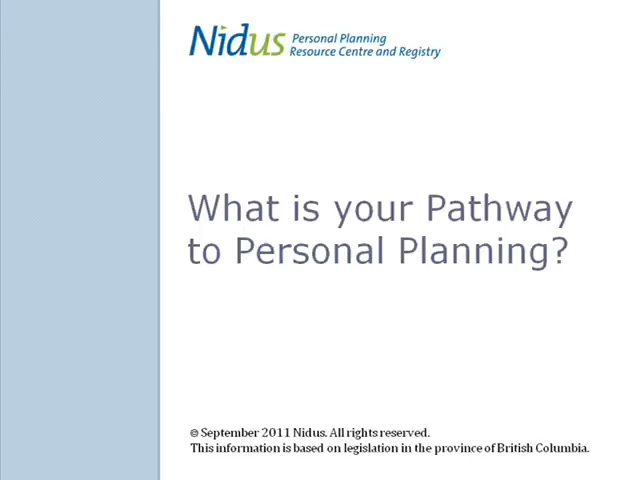 Nidus Personal Planning
Resource Centre and Registry
What is your Pathway
to Personal Planning?
© September 2011 Nidus. All rights reserved.
This information is based on legislation in the province of British Columbia.